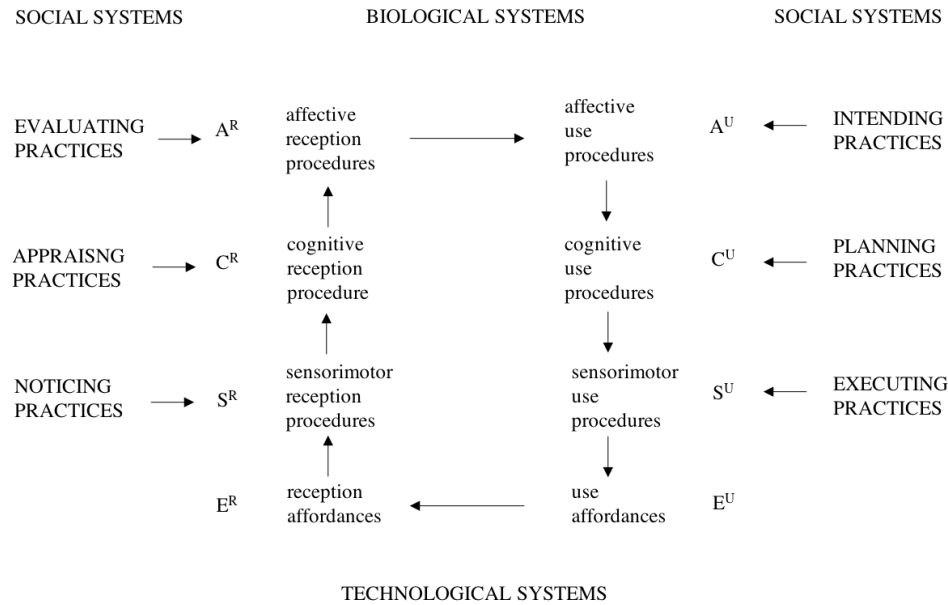 SOCIAL SYSTEMS BIOLOGICAL SYSTEMS SOCIAL SYSTEMS
EVALUATING
PRACTICES
A^R
affective
reception
procedures
affective
use
procedures
A^U
INTENDING
PRACTICES
APPRAISNG
PRACTICES
C^R
cognitive
reception
procedure
cognitive
use
procedures
C^U
PLANNING
PRACTICES
NOTICING
PRACTICES
S^R
sensorimotor
reception
procedures
sensorimotor
use
procedures
S^U
EXECUTING
PRACTICES
E^R
reception
affordances
use
affordances
E^U
TECHNOLOGICAL SYSTEMS